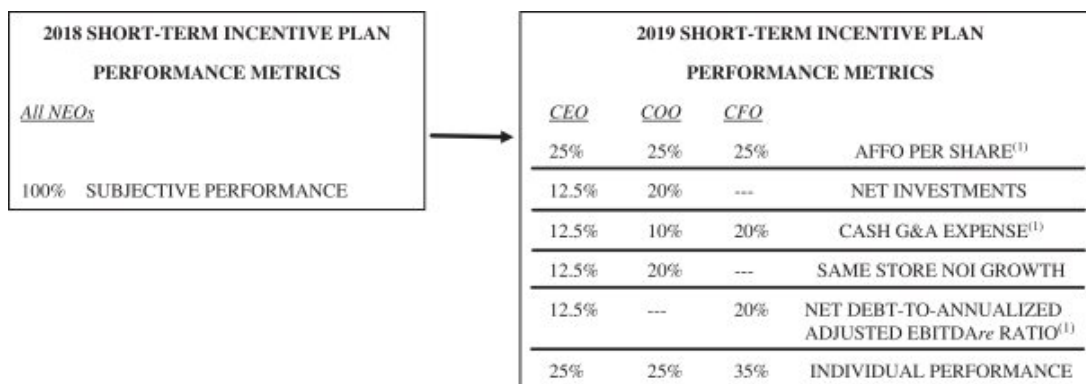 2018 SHORT-TERM INCENTIVE PLAN
PERFORMANCE METRICS
All NEOs
100% SUBJECTIVE PERFORMANCE
2019 SHORT-TERM INCENTIVE PLAN
PERFORMANCE METRICS
CEO COO CFO
25% 25% 25% AFFO PER SHARE(1)
12.5% 20% --- NET INVESTMENTS
12.5% 10% 20% CASH G&A EXPENSE(1)
12.5% 20% --- SAME STORE NOI GROWTH
12.5% --- 20% NET DEBT-TO-ANNUALIZED
ADJUSTED EBITDAre RATIO(1)
25% 25% 35% INDIVIDUAL PERFORMANCE